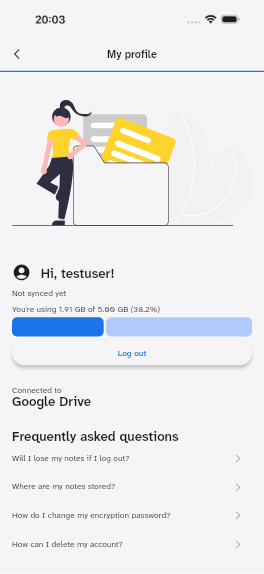 20:03
My profile
Hi, testuser!
Not synced yet
You're using 1.91 GB of 5.00 GB (38.2%)
Log out
Connected to
Google Drive
Frequently asked questions
Will I lose my notes if I log out?
Where are my notes stored?
How do I change my encryption password?
How can I delete my account?